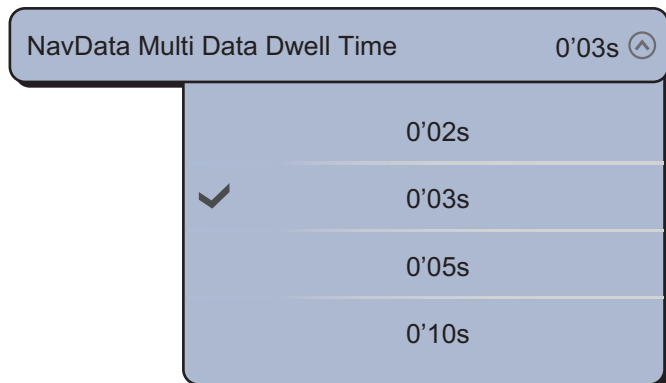 NavData Multi Data Dwell Time 0’03s
0’02s
0’03s
0’05s
0’10s